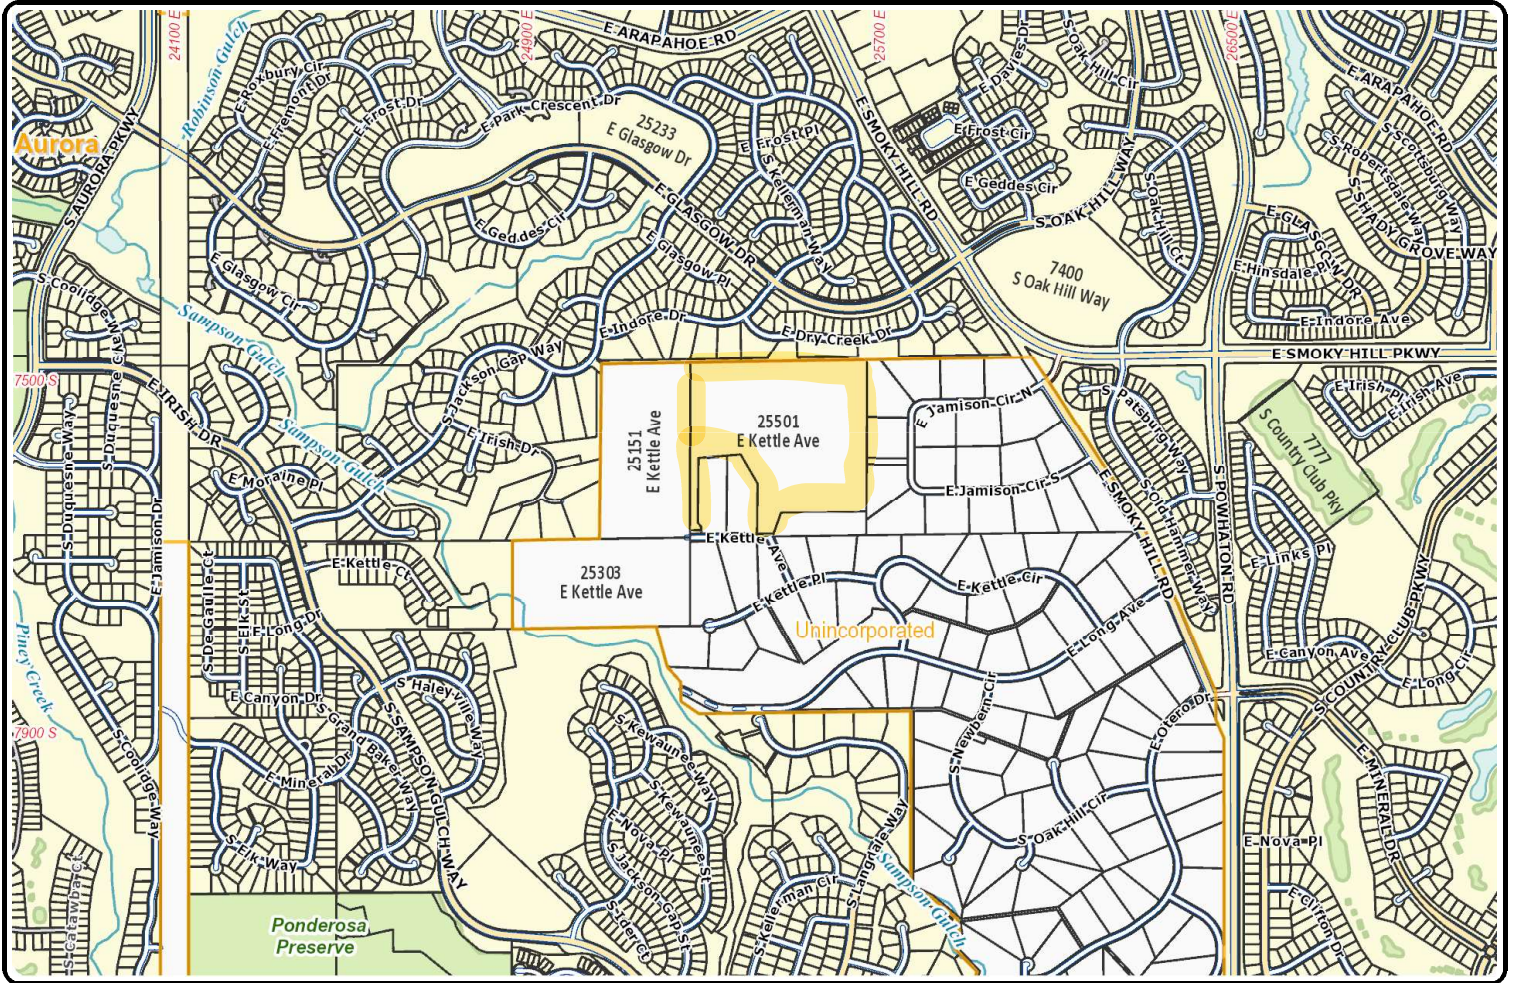 24100 E
24900 E
25700 E
26500 E
Robinson Gulch
E ARAPAHOE RD
E Davies Dr
S Oak Hill Cir
E ARAPAHOE RD
E Roxbury Cir
E Fremont Dr
E Frost Dr
E Park Crescent Dr
25233
E Glasgow Dr
E Frost Pl
E SMOKY HILL RD
E Frost Cir
S Scottsburg Way
Aurora
S AURORA PKWY
S Kellerman Way
E Geddes Cir
S OAK HILL WAY
S Oak Hill Ct
S Robertsdale Way
S SHADY GROVE WAY
E GLASGOW DR
E Geddes Cir
E GLASGOW DR
E Glasgow Pl
E Glasgow Cir
7400
S Oak Hill Way
E Hinsdale Pl
S Coolidge Way
Sampson Gulch
E Indore Dr
E Dry Creek Dr
E Indore Ave
E SMOKY HILL PKWY
7500 S
E IRISH DR
S Duquesne Cir
S Duquesne Way
S Jackson Gap Way
E Irish Dr
Sampson Gulch
25151
E Kettle Ave
25501
E Kettle Ave
E Jamison Cir N
E Jamison Cir S
S Patsburg Way
E Irish Pl
E Irish Ave
7777
S Country Club Pky
E Moraine Pl
E Jamison Dr
E SMOKY HILL RD
S Old Hammer Way
S POWHATON RD
E Links Pl
E Kettle Ave
E Kettle Ct
25303
E Kettle Ave
E Kettle Pl
E Kettle Cir
E Long Ave
S De Gaulle Ct
S Elk St
E Long Dr
Unincorporated
E Canyon Ave
S COUNTRY CLUB PKWY
E Long Cir
Piney Creek
E Canyon Dr
S Haleyville Way
S Newbern Cir
E Otero Dr
7900 S
S Coolidge Way
S Grand Baker Way
S SAMPSON GULCH WAY
E Mineral Dr
S Kewaunee Way
S Kewaunee St
E MINERAL DR
S Elk Way
E Nova Pl
S Jackson Gap St
S Langdale Way
S Oak Hill Cir
E Nova Pl
S Catawba Ct
Ponderosa
Preserve
S Ider Ct
S Kellerman Cir
Sampson Gulch
E Clifton Dr